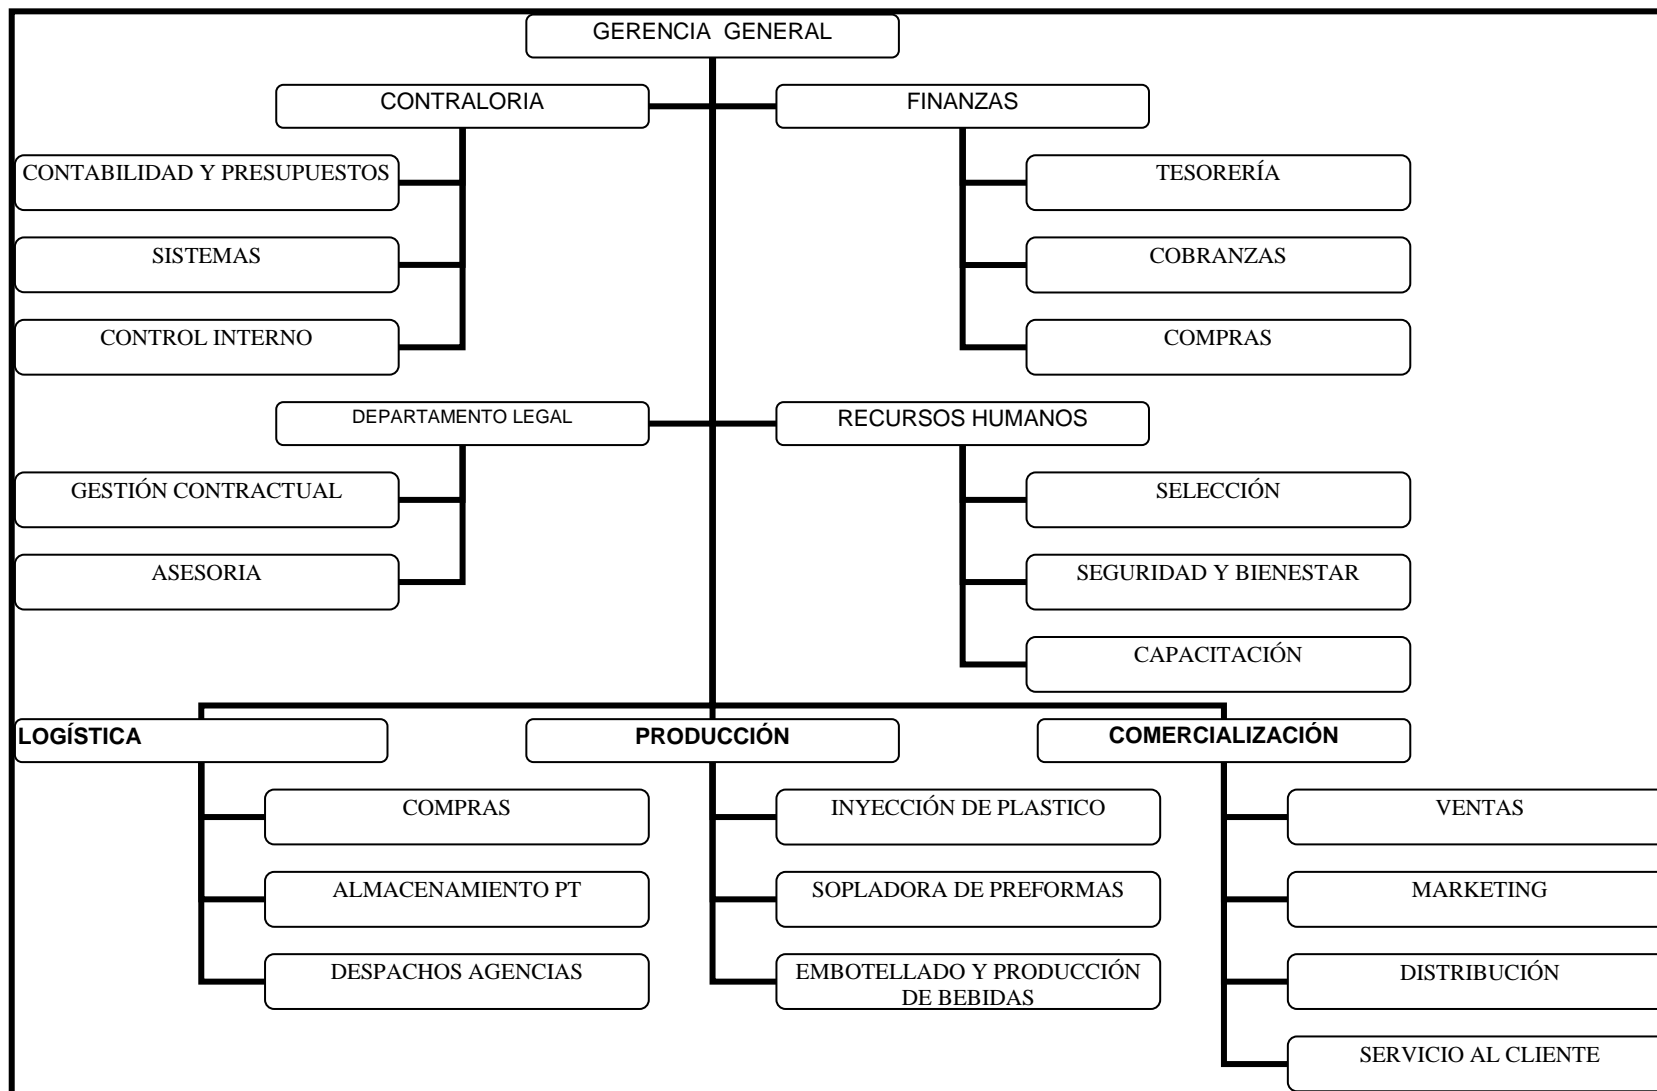 GERENCIA GENERAL
CONTRALORIA
FINANZAS
CONTABILIDAD Y PRESUPUESTOS
TESORERÍA
SISTEMAS
COBRANZAS
CONTROL INTERNO
COMPRAS
DEPARTAMENTO LEGAL
RECURSOS HUMANOS
GESTIÓN CONTRACTUAL
SELECCIÓN
ASESORIA
SEGURIDAD Y BIENESTAR
CAPACITACIÓN
LOGÍSTICA
PRODUCCIÓN
COMERCIALIZACIÓN
COMPRAS
INYECCIÓN DE PLASTICO
VENTAS
ALMACENAMIENTO PT
SOPLADORA DE PREFORMAS
MARKETING
DESPACHOS AGENCIAS
EMBOTELLADO Y PRODUCCIÓN
DE BEBIDAS
DISTRIBUCIÓN
SERVICIO AL CLIENTE